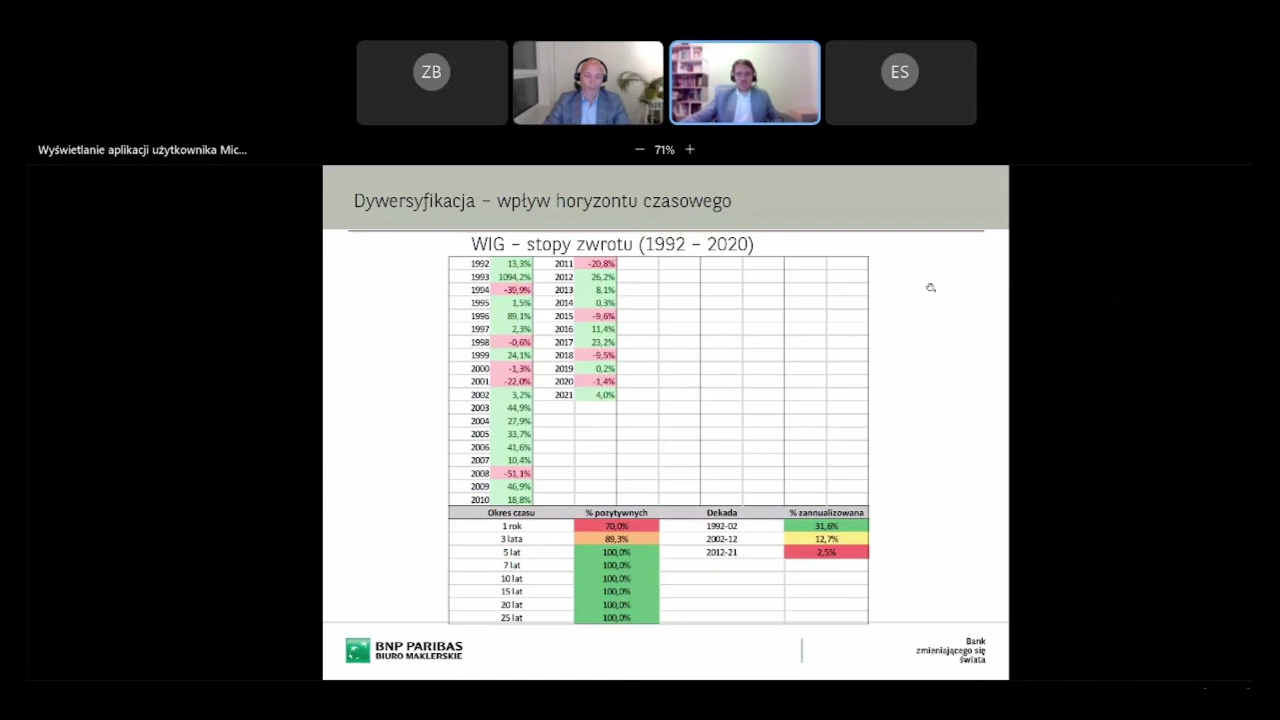 ZB
ES
Wyświetlanie aplikacji użytkownika Mic...
71%
Dywersyfikacja – wpływ horyzontu czasowego
WIG – stopy zwrotu (1992 – 2020)
1992 13,3% 2011 -20,8%
1993 1094,2% 2012 26,2%
1994 -39,9% 2013 8,1%
1995 1,5% 2014 0,3%
1996 89,1% 2015 -9,6%
1997 2,3% 2016 11,4%
1998 -0,6% 2017 23,2%
1999 24,1% 2018 -9,5%
2000 -1,3% 2019 0,2%
2001 -22,0% 2020 -1,4%
2002 3,2% 2021 4,0%
2003 44,9%
2004 27,9%
2005 33,7%
2006 41,6%
2007 10,4%
2008 -51,1%
2009 46,9%
2010 18,8%
Okres czasu % pozytywnych Dekada % zannualizowana
1 rok 70,0% 1992-02 31,6%
3 lata 89,3% 2002-12 12,7%
5 lat 100,0% 2012-21 2,5%
7 lat 100,0%
10 lat 100,0%
15 lat 100,0%
20 lat 100,0%
25 lat 100,0%
BNP PARIBAS
BIURO MAKLERSKIE
Bank
zmieniającego się
świata